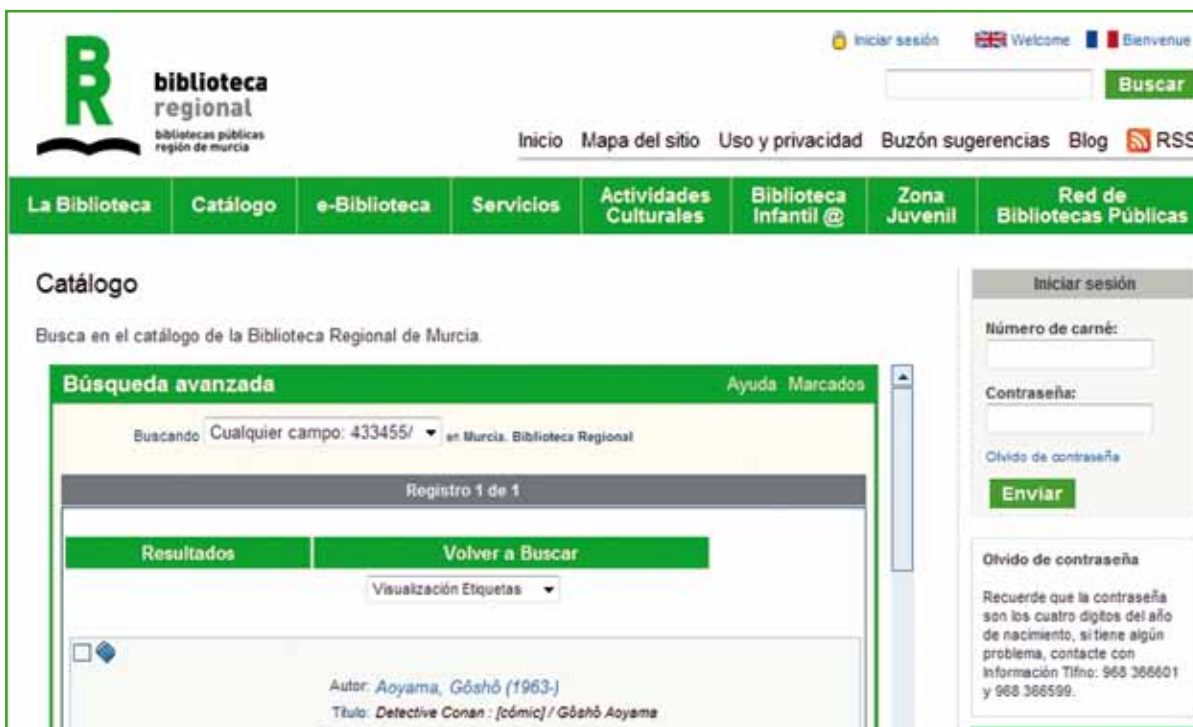 Iniciar sesión Welcome Bienvenue
BR
biblioteca
regional
bibliotecas públicas
región de murcia
Buscar
Inicio Mapa del sitio Uso y privacidad Buzón sugerencias Blog RSS
La Biblioteca Catálogo e-Biblioteca Servicios Actividades Culturales Biblioteca Infantil @ Zona Juvenil Red de Bibliotecas Públicas
Catálogo
Busca en el catálogo de la Biblioteca Regional de Murcia.
Búsqueda avanzada Ayuda Marcados
Buscando Cualquier campo: 433455/ en Murcia. Biblioteca Regional
Registro 1 de 1
Resultados Volver a Buscar
Visualización Etiquetas
Autor: Aoyama, Gôshô (1963-)
Título: Detective Conan : [cómic] / Gôshô Aoyama
Iniciar sesión
Número de carné:
Contraseña:
Olvido de contraseña
Enviar
Olvido de contraseña
Recuerde que la contraseña
son los cuatro dígitos del año
de nacimiento, si tiene algún
problema, contacte con
Información Tlfno: 968 366601
y 968 366599.